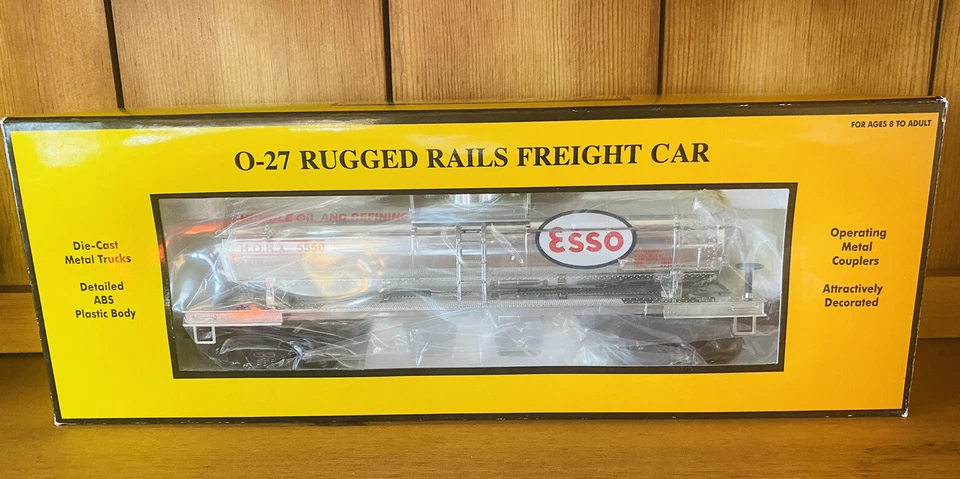 FOR AGES 8 TO ADULT
O-27 RUGGED RAILS FREIGHT CAR
Die-Cast
Metal Trucks
Detailed
ABS
Plastic Body
OIL AND REFINING
H.O.R.X. 5550
ESSO
Operating
Metal
Couplers
Attractively
Decorated